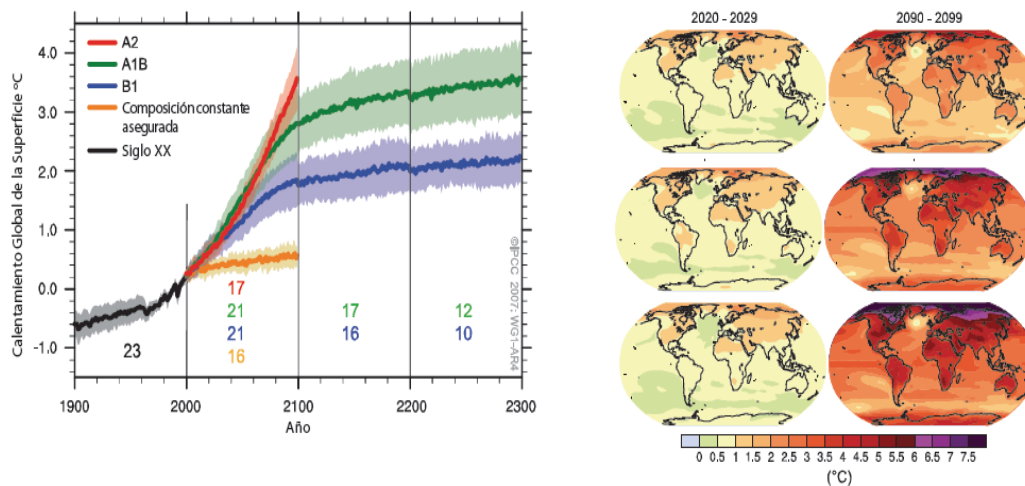 Calentamiento Global de la Superficie ºC
4.0
3.0
2.0
1.0
0.0
-1.0
A2
A1B
B1
Composición constante
asegurada
Siglo XX
23
17
21
21
16
17
16
12
10
©IPCC 2007: WG1-AR4
1900
2000
2100
2200
2300
Año
2020 - 2029
2090 - 2099
0 0.5 1 1.5 2 2.5 3 3.5 4 4.5 5 5.5 6 6.5 7 7.5
(°C)